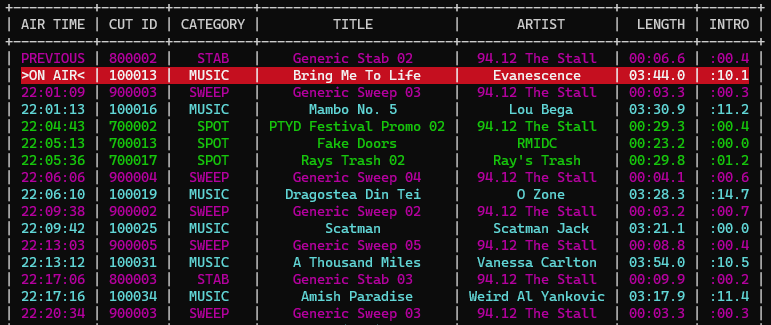 AIR TIME | CUT ID | CATEGORY | TITLE | ARTIST | LENGTH | INTRO
PREVIOUS | 800002 | STAB | Generic Stab 02 | 94.12 The Stall | 00:06.6 | :00.4
>ON AIR< | 100013 | MUSIC | Bring Me To Life | Evanescence | 03:44.0 | :10.1
22:01:09 | 900003 | SWEEP | Generic Sweep 03 | 94.12 The Stall | 00:03.3 | :00.3
22:01:13 | 100016 | MUSIC | Mambo No. 5 | Lou Bega | 03:30.9 | :11.2
22:04:43 | 700002 | SPOT | PTYD Festival Promo 02 | 94.12 The Stall | 00:29.3 | :00.4
22:05:13 | 700013 | SPOT | Fake Doors | RMIDC | 00:23.2 | :00.0
22:05:36 | 700017 | SPOT | Rays Trash 02 | Ray's Trash | 00:29.8 | :01.2
22:06:06 | 900004 | SWEEP | Generic Sweep 04 | 94.12 The Stall | 00:04.1 | :00.6
22:06:10 | 100019 | MUSIC | Dragostea Din Tei | O Zone | 03:28.3 | :14.7
22:09:38 | 900002 | SWEEP | Generic Sweep 02 | 94.12 The Stall | 00:03.2 | :00.7
22:09:42 | 100025 | MUSIC | Scatman | Scatman Jack | 03:21.1 | :00.0
22:13:03 | 900005 | SWEEP | Generic Sweep 05 | 94.12 The Stall | 00:08.8 | :00.4
22:13:12 | 100031 | MUSIC | A Thousand Miles | Vanessa Carlton | 03:54.0 | :10.5
22:17:06 | 800003 | STAB | Generic Stab 03 | 94.12 The Stall | 00:09.9 | :00.2
22:17:16 | 100034 | MUSIC | Amish Paradise | Weird Al Yankovic | 03:17.9 | :11.4
22:20:34 | 900003 | SWEEP | Generic Sweep 03 | 94.12 The Stall | 00:03.3 | :00.3